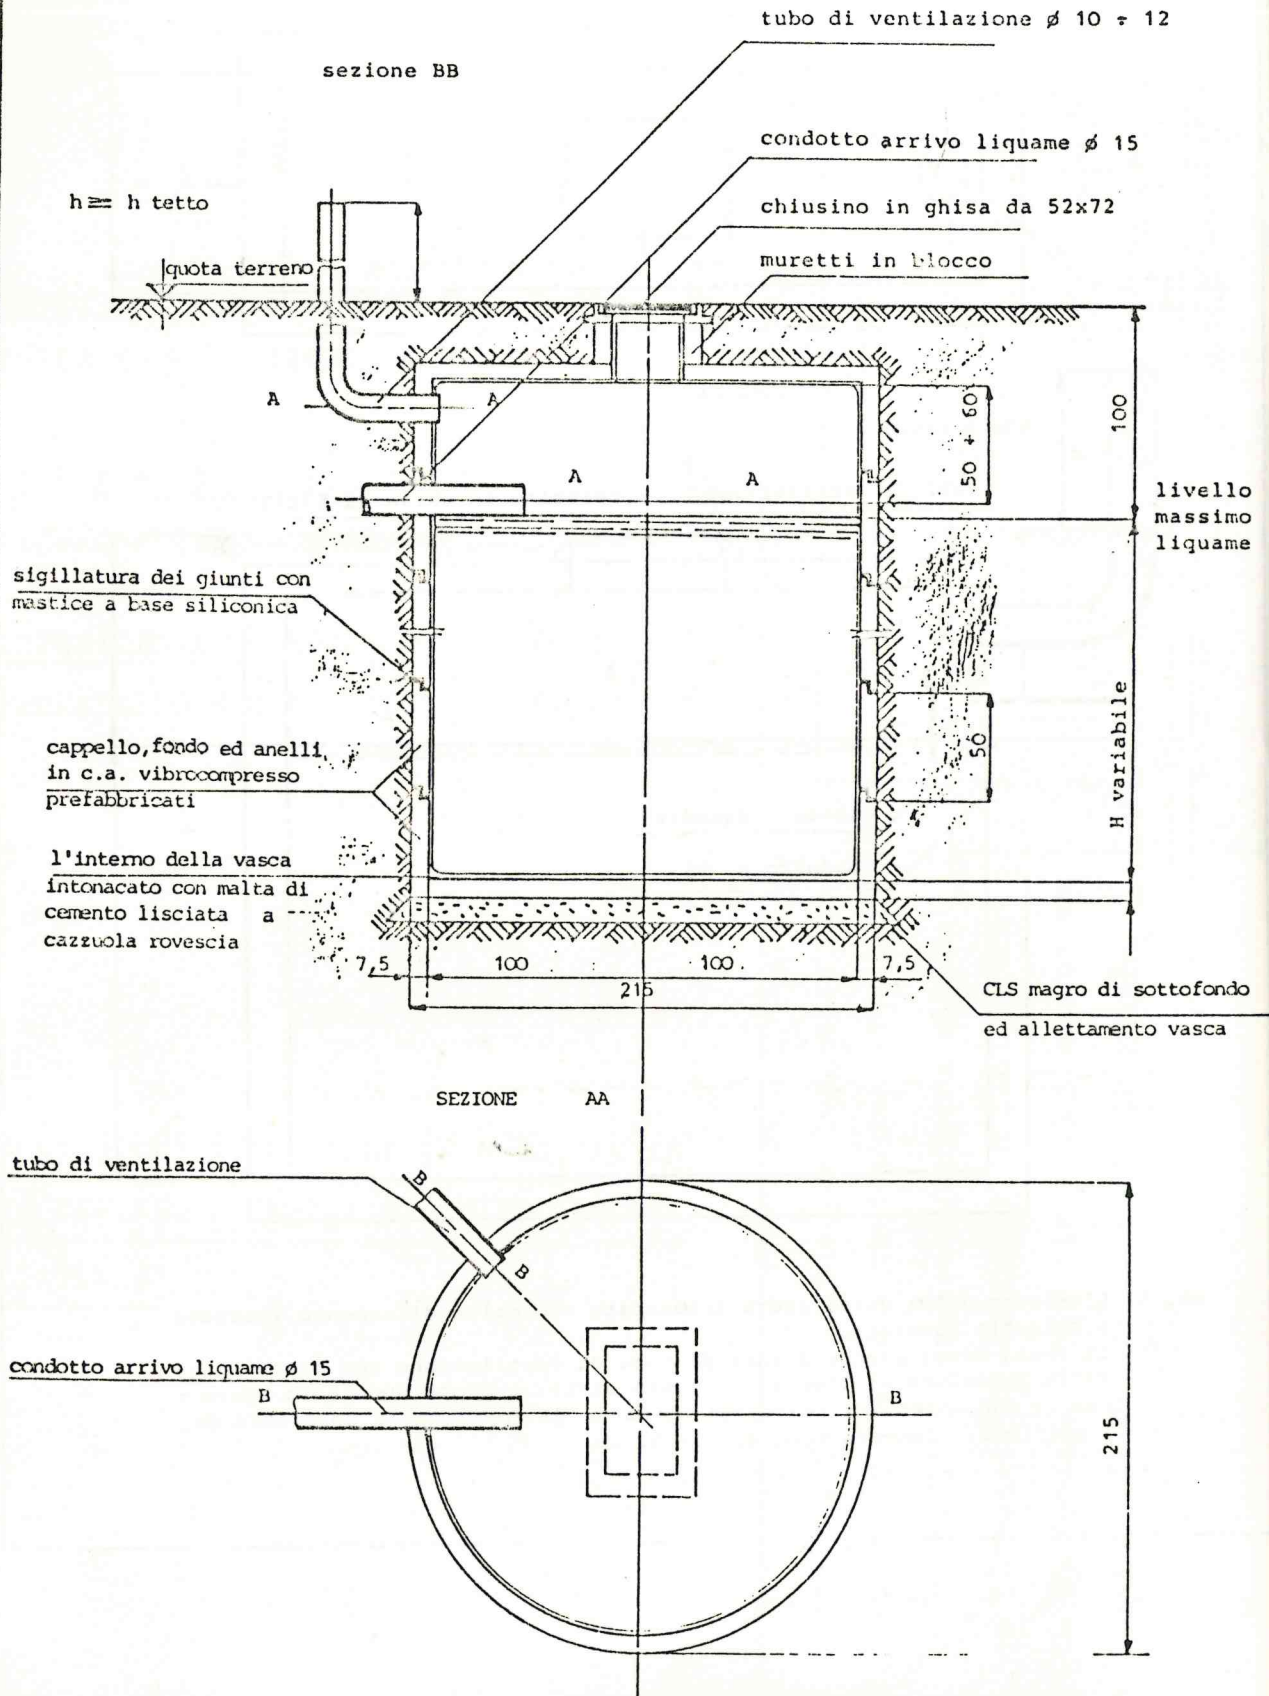 tubo di ventilazione ø 10 ÷ 12
sezione BB
condotto arrivo liquame ø 15
h ≥ h tetto
chiusino in ghisa da 52x72
quota terreno
muretti in blocco
A
A
50 ÷ 60
100
A
A
livello
massimo
liquame
sigillatura dei giunti con
mastice a base siliconica
cappello, fondo ed anelli
in c.a. vibrocompresso
prefabbricati
50
H variabile
l'interno della vasca
intonacato con malta di
cemento lisciata a
cazzuola rovescia
7,5
100
100
7,5
215
CLS magro di sottofondo
ed allettamento vasca
SEZIONE AA
tubo di ventilazione
B
B
condotto arrivo liquame ø 15
B
B
215